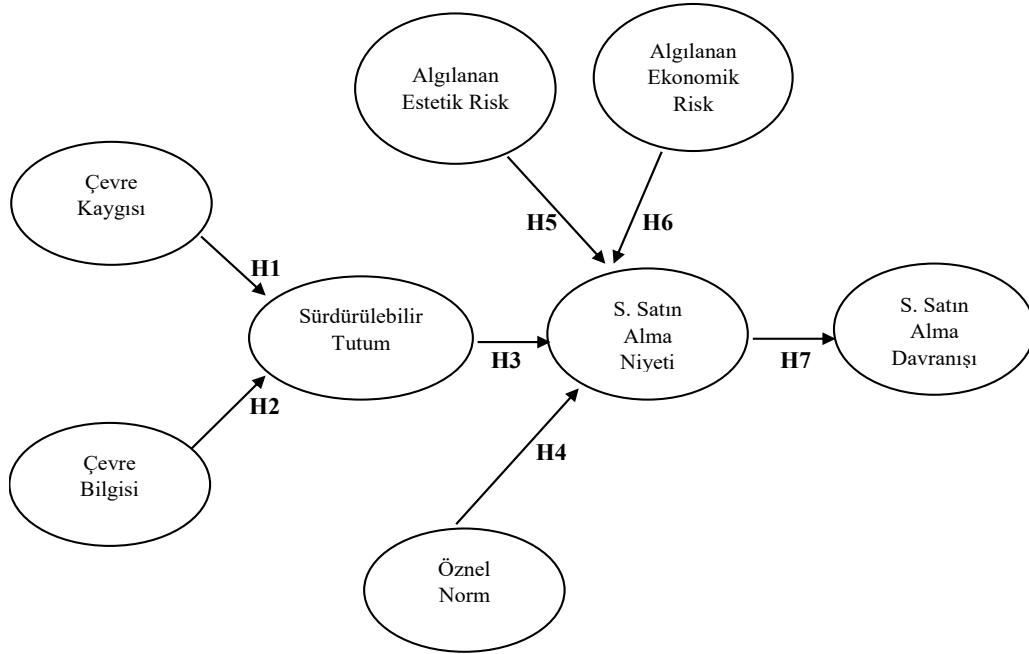 Algılanan
Estetik Risk
Algılanan
Ekonomik
Risk
Çevre
Kaygısı
H5
H6
H1
Sürdürülebilir
Tutum
S. Satın
Alma
Niyeti
S. Satın
Alma
Davranışı
H3
H7
H2
Çevre
Bilgisi
H4
Öznel
Norm